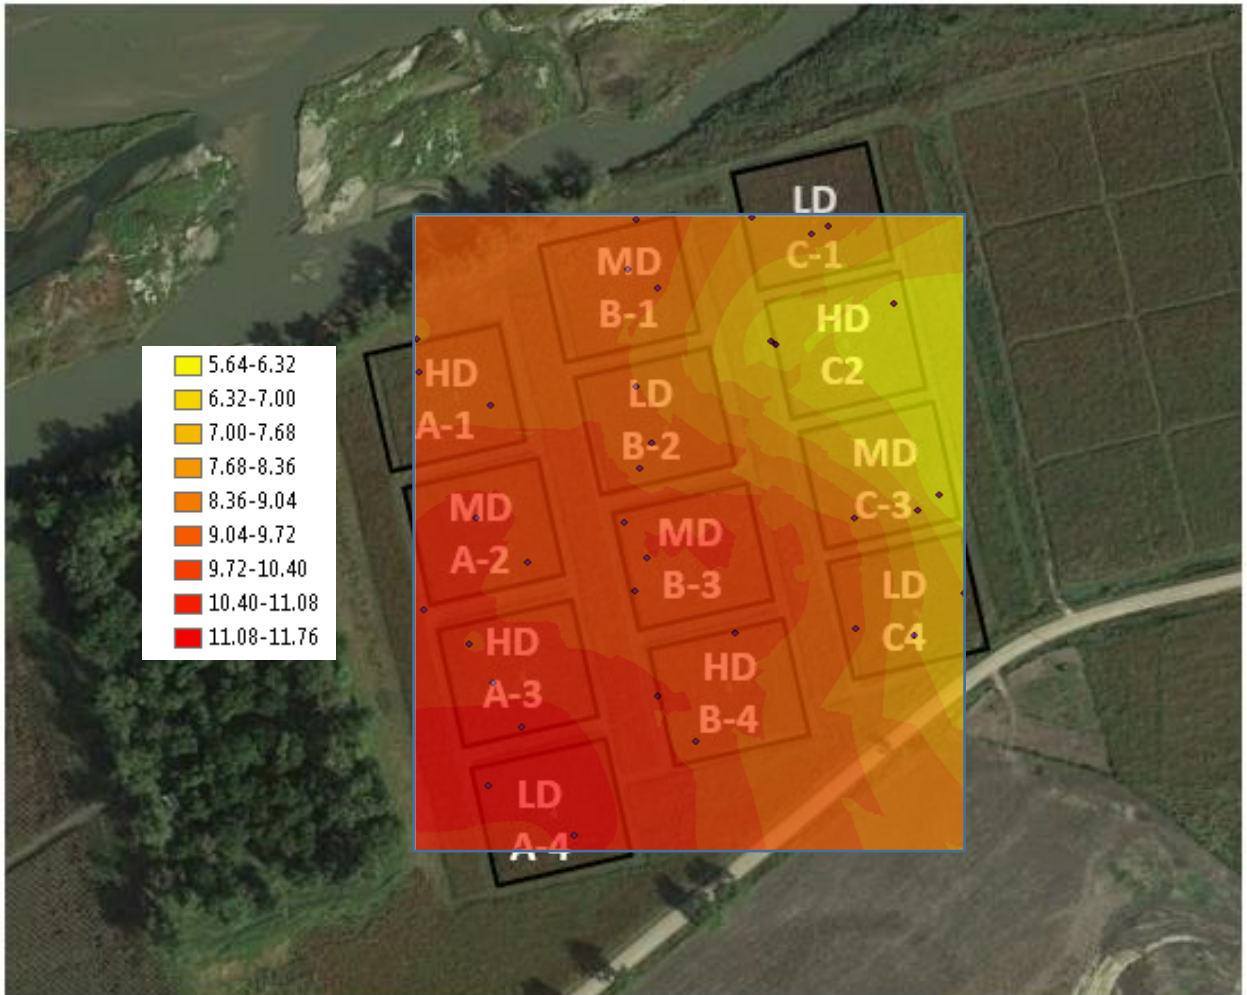 LD
C-1
MD
B-1
HD
C2
HD
A-1
LD
B-2
MD
C-3
MD
A-2
MD
B-3
LD
C4
HD
A-3
HD
B-4
LD
A-4
5.64-6.32
6.32-7.00
7.00-7.68
7.68-8.36
8.36-9.04
9.04-9.72
9.72-10.40
10.40-11.08
11.08-11.76